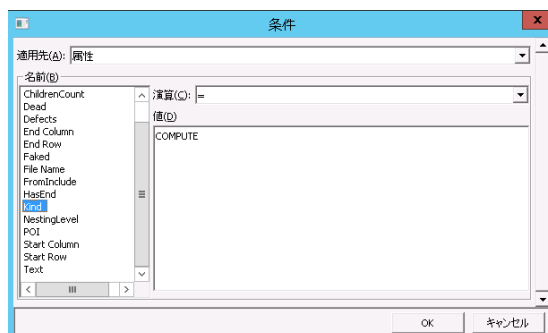 条件
x
適用先(A): 属性
名前(B)
ChildrenCount
Dead
Defects
End Column
End Row
Faked
File Name
FromInclude
HasEnd
Kind
NestingLevel
POI
Start Column
Start Row
Text
演算(C): =
値(D)
COMPUTE
OK
キャンセル